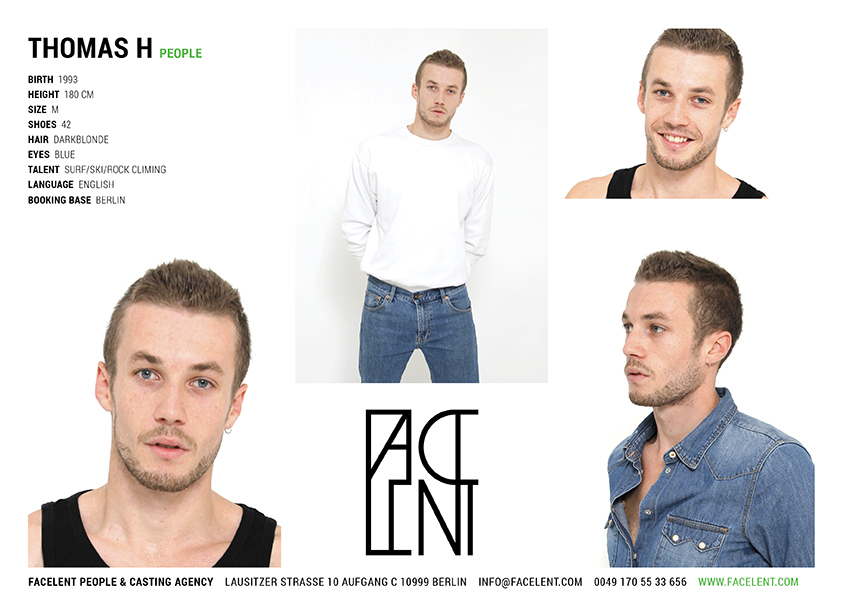 THOMAS H PEOPLE
BIRTH 1993
HEIGHT 180 CM
SIZE M
SHOES 42
HAIR DARKBLONDE
EYES BLUE
TALENT SURF/SKI/ROCK CLIMING
LANGUAGE ENGLISH
BOOKING BASE BERLIN
FACELENT
FACELENT PEOPLE & CASTING AGENCY LAUSITZER STRASSE 10 AUFGANG C 10999 BERLIN INFO@FACELENT.COM 0049 170 55 33 656 WWW.FACELENT.COM